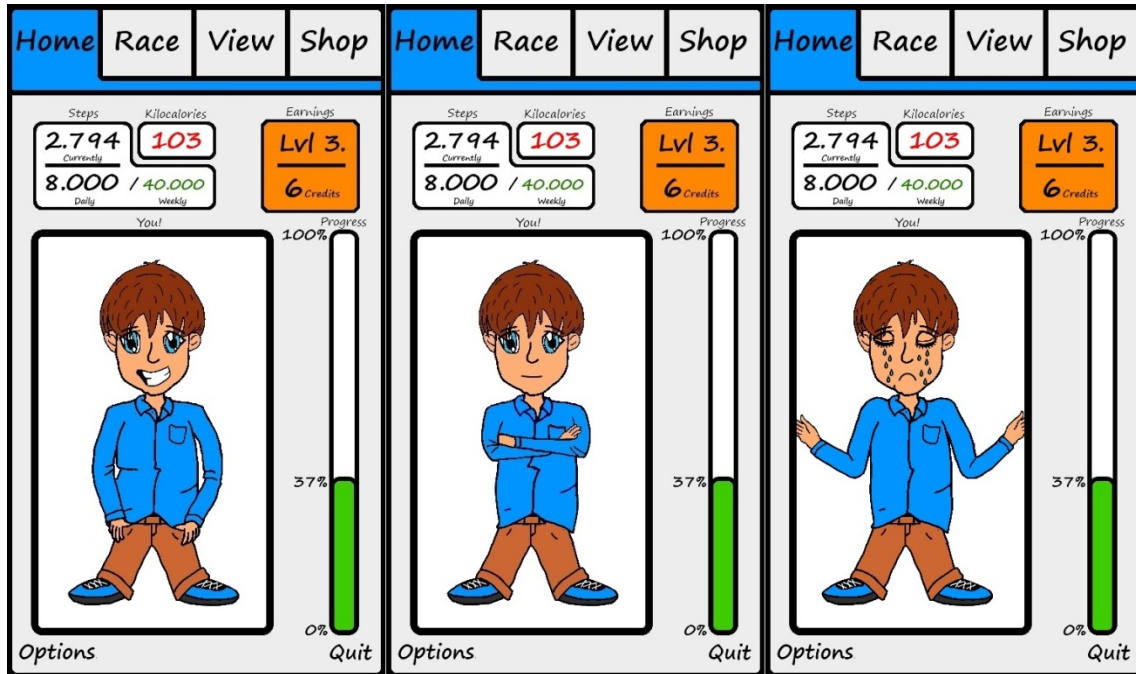 Home Race View Shop
Steps Kilocalories Earnings
2.794 103 Lvl 3.
Currently
8.000 / 40.000 6 Credits
Daily Weekly
You! Progress
100%
37%
0%
Options Quit
Home Race View Shop
Steps Kilocalories Earnings
2.794 103 Lvl 3.
Currently
8.000 / 40.000 6 Credits
Daily Weekly
You! Progress
100%
37%
0%
Options Quit
Home Race View Shop
Steps Kilocalories Earnings
2.794 103 Lvl 3.
Currently
8.000 / 40.000 6 Credits
Daily Weekly
You! Progress
100%
37%
0%
Options Quit